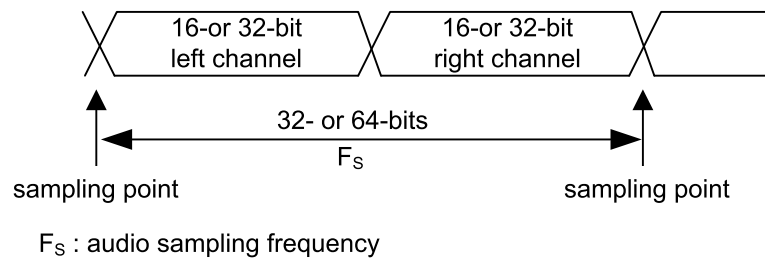 16-or 32-bit
left channel
16-or 32-bit
right channel
32- or 64-bits
FS
sampling point
sampling point
FS : audio sampling frequency